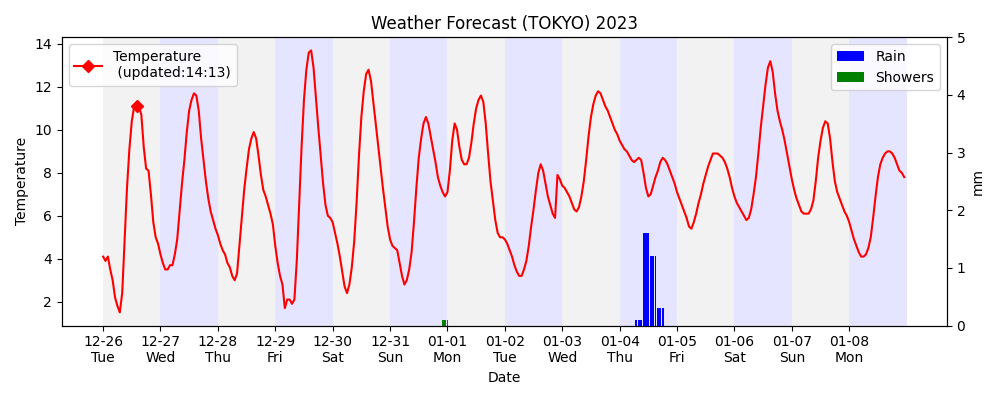 Weather Forecast (TOKYO) 2023
Temperature
(updated:14:13)
Rain
Showers
14
12
10
8
6
4
2
Temperature
5
4
3
2
1
0
mm
12-26 12-27 12-28 12-29 12-30 12-31 01-01 01-02 01-03 01-04 01-05 01-06 01-07 01-08
Tue Wed Thu Fri Sat Sun Mon Tue Wed Thu Fri Sat Sun Mon
Date